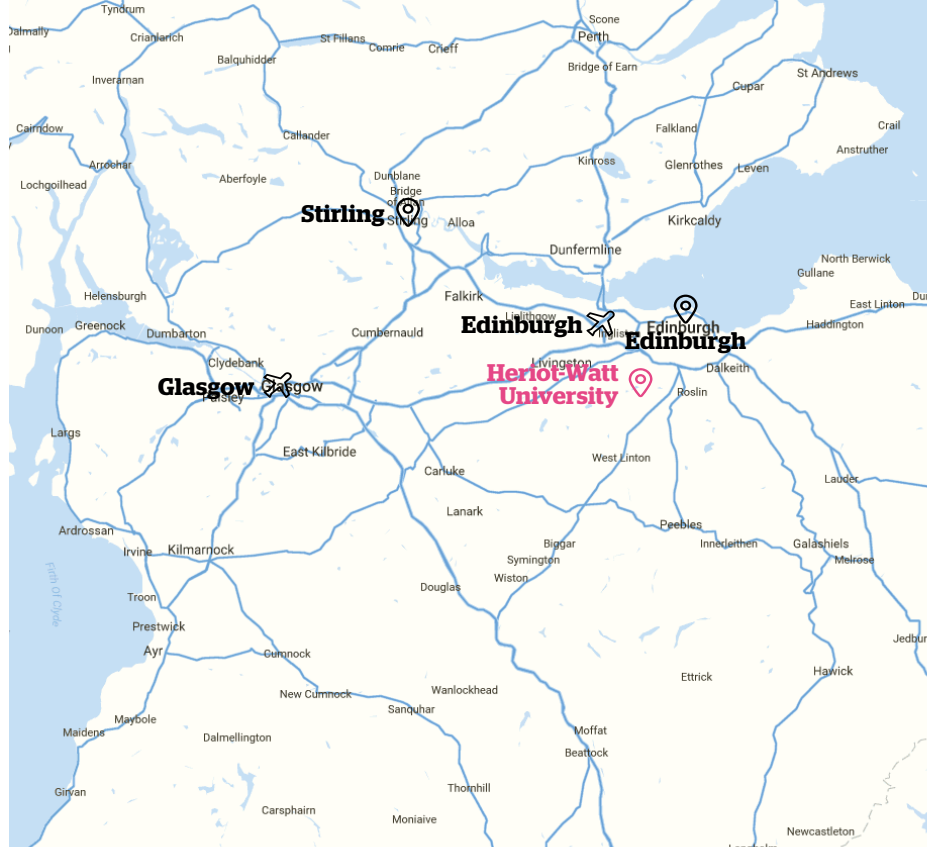 Tyndrum
Dalmally
Crianlarich
St Fillans
Comrie
Crieff
Scone
Perth
Balquhidder
Bridge of Earn
Inverarnan
St Andrews
Cupar
Cairndow
Callander
Falkland
Crail
Anstruther
Arrochar
Kinross
Glenrothes
Leven
Lochgoilhead
Aberfoyle
Dunblane
Bridge
of Allan
Stirling
Stirling
Alloa
Kirkcaldy
Dunfermline
North Berwick
Gullane
Helensburgh
Falkirk
East Linton
Linlithgow
Edinburgh
Edinburgh
Edinburgh
Haddington
Dunoon
Greenock
Dumbarton
Cumbernauld
Clydebank
Livingston
Dalkeith
Heriot-Watt
University
Glasgow
Glasgow
Paisley
Roslin
Largs
East Kilbride
Carluke
West Linton
Lauder
Lanark
Ardrossan
Irvine
Kilmarnock
Peebles
Biggar
Innerleithen
Galashiels
Symington
Melrose
Wiston
Douglas
Firth Of Clyde
Troon
Prestwick
Ayr
Cumnock
Hawick
Ettrick
New Cumnock
Wanlockhead
Sanquhar
Maybole
Maidens
Dalmellington
Moffat
Beattock
Girvan
Thornhill
Carsphairn
Moniaive
Newcastleton